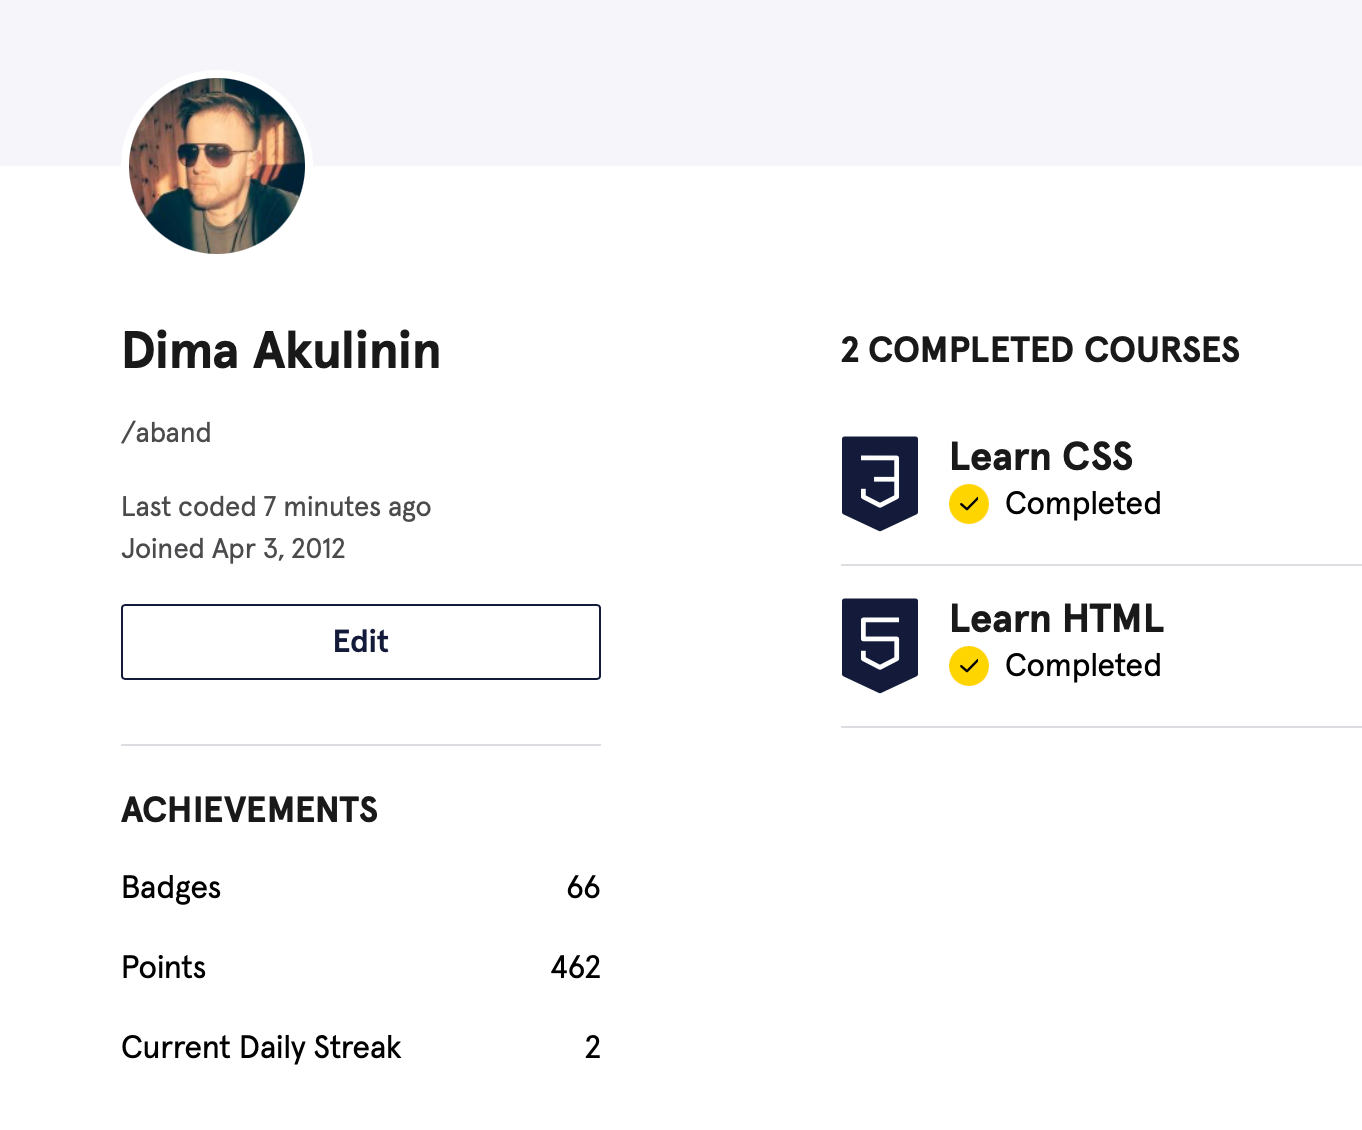 Dima Akulinin
/aband
Last coded 7 minutes ago
Joined Apr 3, 2012
Edit
ACHIEVEMENTS
Badges 66
Points 462
Current Daily Streak 2
2 COMPLETED COURSES
3
Learn CSS
Completed
5
Learn HTML
Completed